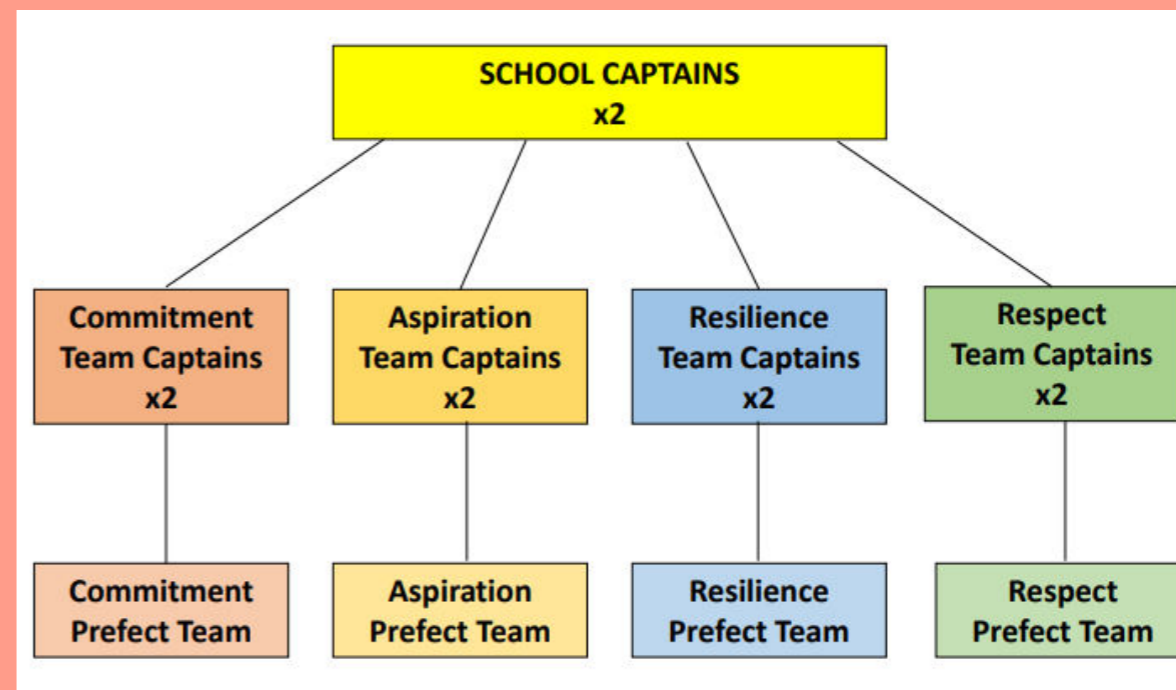 SCHOOL CAPTAINS
x2
Commitment
Team Captains
x2
Aspiration
Team Captains
x2
Resilience
Team Captains
x2
Respect
Team Captains
x2
Commitment
Prefect Team
Aspiration
Prefect Team
Resilience
Prefect Team
Respect
Prefect Team